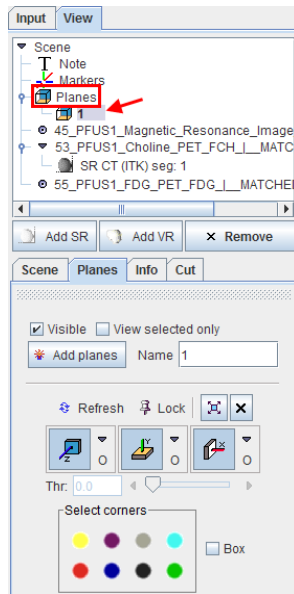 Input View
Scene
Note
Markers
Planes
1
45_PFUS1_Magnetic_Resonance_Image
53_PFUS1_Choline_PET_FCH_|__MATC
SR CT (ITK) seg: 1
55_PFUS1_FDG_PET_FDG_|__MATCHE
Add SR Add VR Remove
Scene Planes Info Cut
Visible View selected only
Add planes Name 1
Refresh Lock
Z Y X
O O O
Thr: 0.0
Select corners
Box